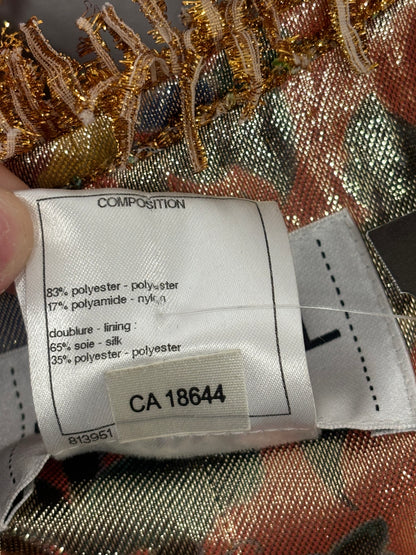 COMPOSITION
83% polyester - polyester
17% polyamide - nylon
doublure - lining :
65% soie - silk
35% polyester - polyester
CA 18644
813951
L